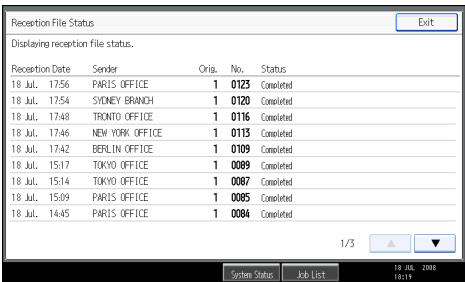 Reception File Status Exit
Displaying reception file status.
Reception Date Sender Orig. No. Status
18 Jul. 17:56 PARIS OFFICE 1 0123 Completed
18 Jul. 17:54 SYDNEY BRANCH 1 0120 Completed
18 Jul. 17:48 TRONTO OFFICE 1 0116 Completed
18 Jul. 17:46 NEW YORK OFFICE 1 0113 Completed
18 Jul. 17:42 BERLIN OFFICE 1 0109 Completed
18 Jul. 15:17 TOKYO OFFICE 1 0089 Completed
18 Jul. 15:14 TOKYO OFFICE 1 0087 Completed
18 Jul. 15:09 PARIS OFFICE 1 0085 Completed
18 Jul. 14:45 PARIS OFFICE 1 0084 Completed
1/3 ▲ ▼
System Status Job List 18 JUL 2008
18:19